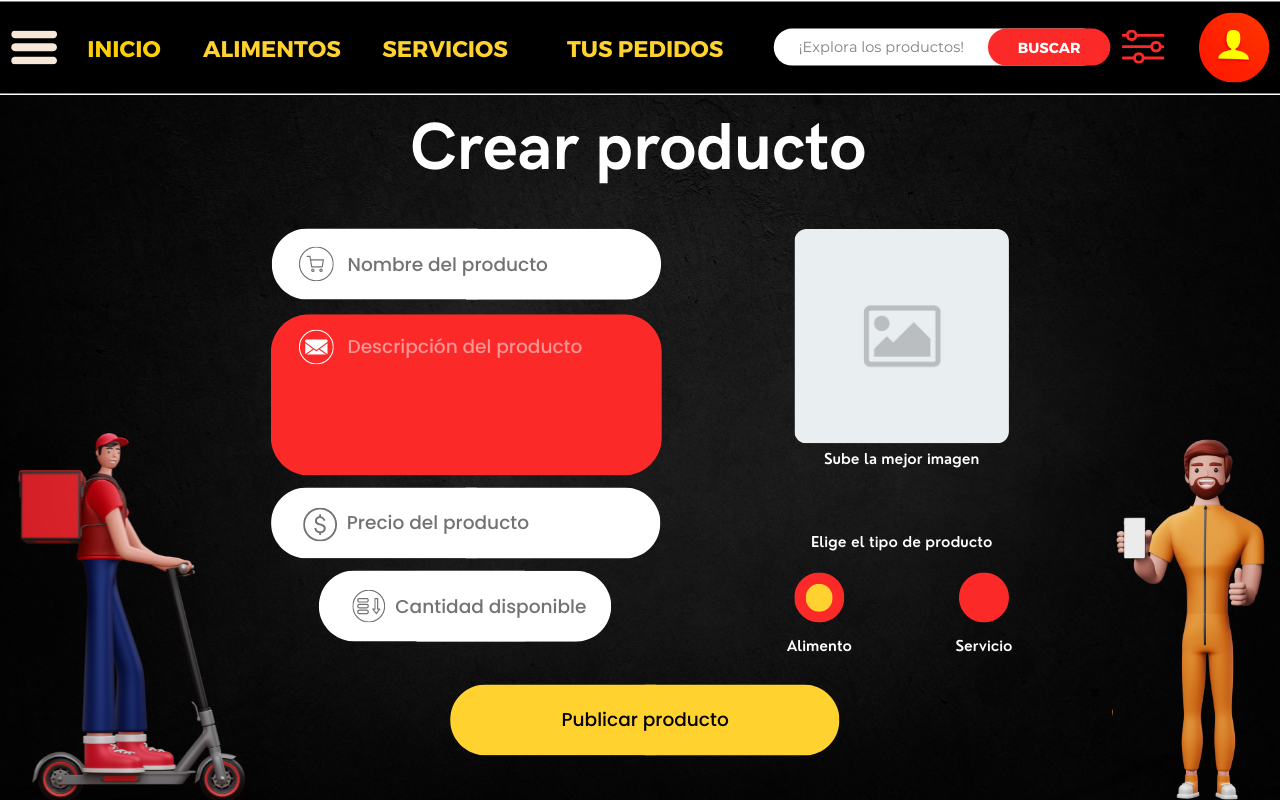 INICIO
ALIMENTOS
SERVICIOS
TUS PEDIDOS
¡Explora los productos!
BUSCAR
Crear producto
Nombre del producto
Descripción del producto
Precio del producto
Cantidad disponible
Sube la mejor imagen
Elige el tipo de producto
Alimento
Servicio
Publicar producto